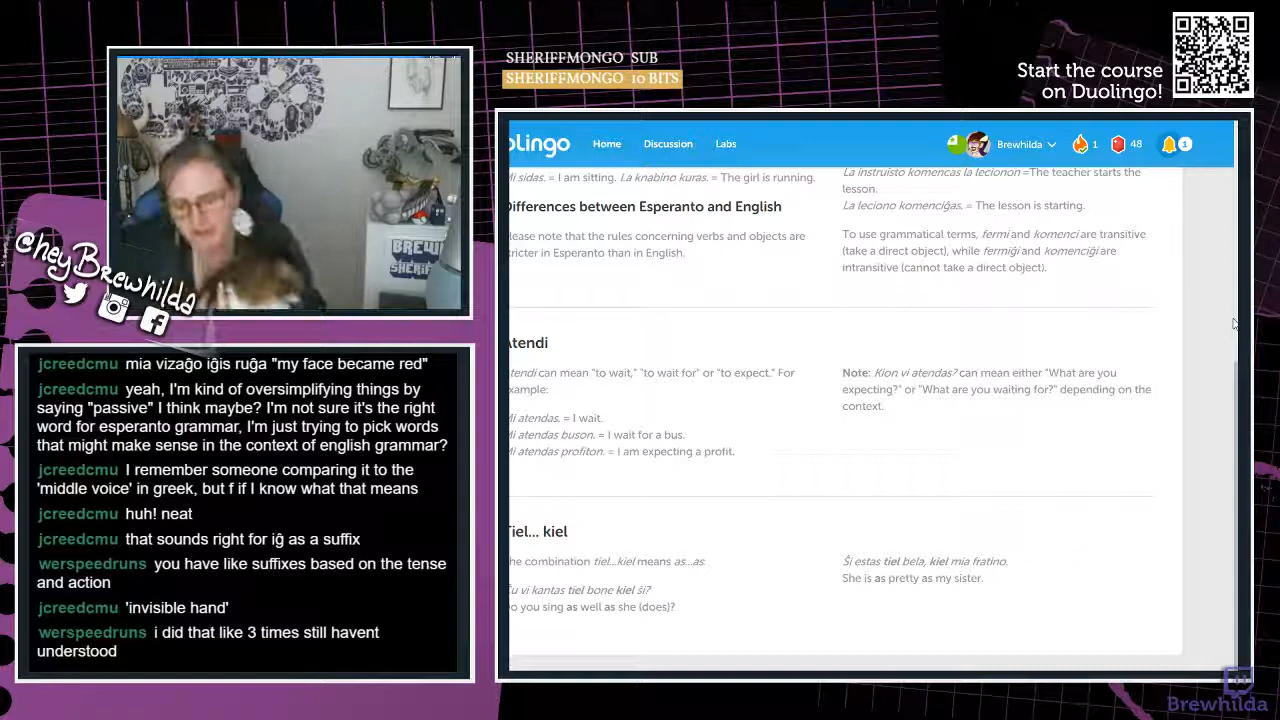 SHERIFFMONGO SUB
SHERIFFMONGO 10 BITS
Start the course
on Duolingo!
olingo
Home
Discussion
Labs
Brewhilda
1
48
1
Mi sidas. = I am sitting. La knabino kuras. = The girl is running.
Differences between Esperanto and English
lease note that the rules concerning verbs and objects are
tricter in Esperanto than in English.
La instruisto komencas la lecionon =The teacher starts the
lesson.
La leciono komenciĝas. = The lesson is starting.
To use grammatical terms, fermi and komenci are transitive
(take a direct object), while fermiĝi and komenciĝi are
intransitive (cannot take a direct object).
Atendi
tendi can mean "to wait," "to wait for" or "to expect." For
xample:
Mi atendas. = I wait.
Mi atendas buson. = I wait for a bus.
Mi atendas profiton. = I am expecting a profit.
Note: Kion vi atendas? can mean either "What are you
expecting?" or "What are you waiting for?" depending on the
context.
Tiel... kiel
he combination tiel...kiel means as...as:
Ĉu vi kantas tiel bone kiel ŝi?
o you sing as well as she (does)?
Ŝi estas tiel bela, kiel mia fratino.
She is as pretty as my sister.
BREW
SHERIF
@heyBrewhilda
jcreedcmu mia vizaĝo iĝis ruĝa "my face became red"
jcreedcmu yeah, I'm kind of oversimplifying things by
saying "passive" I think maybe? I'm not sure it's the right
word for esperanto grammar, I'm just trying to pick words
that might make sense in the context of english grammar?
jcreedcmu I remember someone comparing it to the
'middle voice' in greek, but f if I know what that means
jcreedcmu huh! neat
jcreedcmu that sounds right for iĝ as a suffix
werspeedruns you have like suffixes based on the tense
and action
jcreedcmu 'invisible hand'
werspeedruns i did that like 3 times still havent
understood
Brewhilda